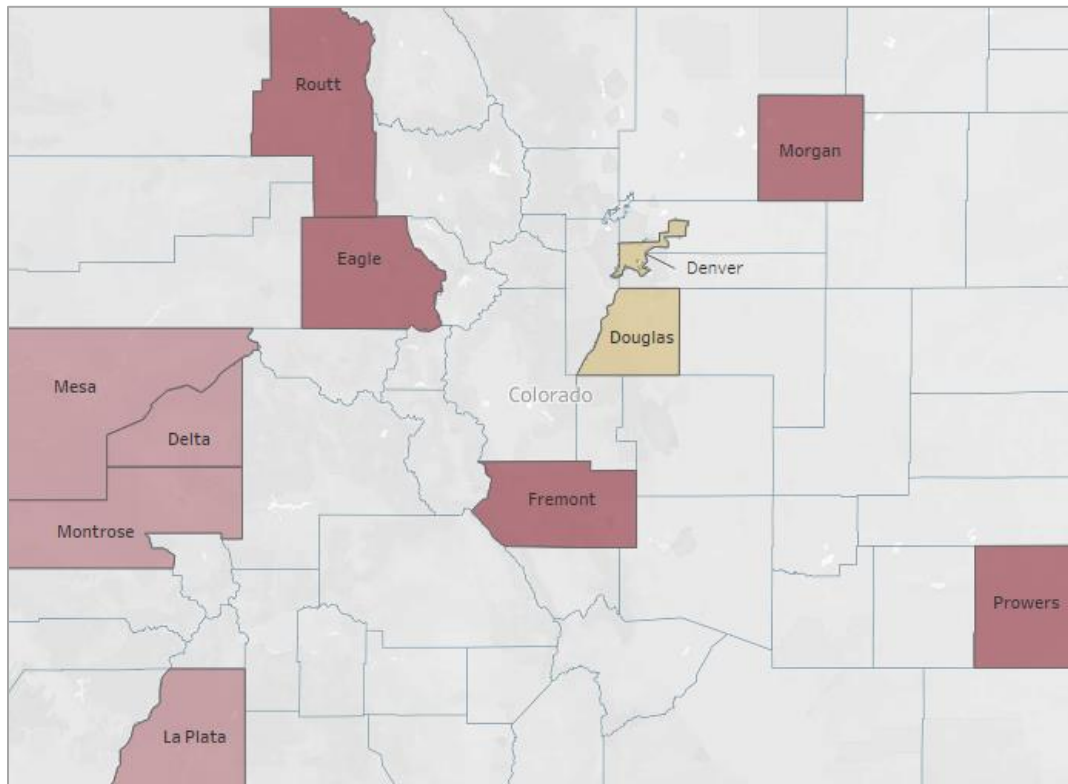 Routt
Morgan
Eagle
Denver
Douglas
Mesa
Colorado
Delta
Fremont
Montrose
Prowers
La Plata